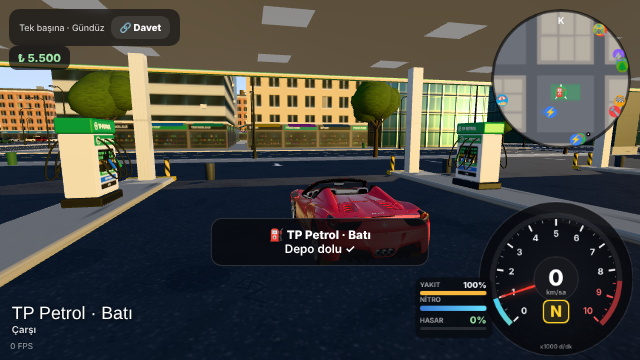 Tek başına · Gündüz
🔗 Davet
₺ 5.500
K
⛽ TP Petrol · Batı
Depo dolu ✓
YAKIT 100%
NİTRO
HASAR 0%
0 1 2 3 4 5 6 7 8 9 10
0
km/sa
N
x1000 d/dk
TP Petrol · Batı
Çarşı
0 FPS